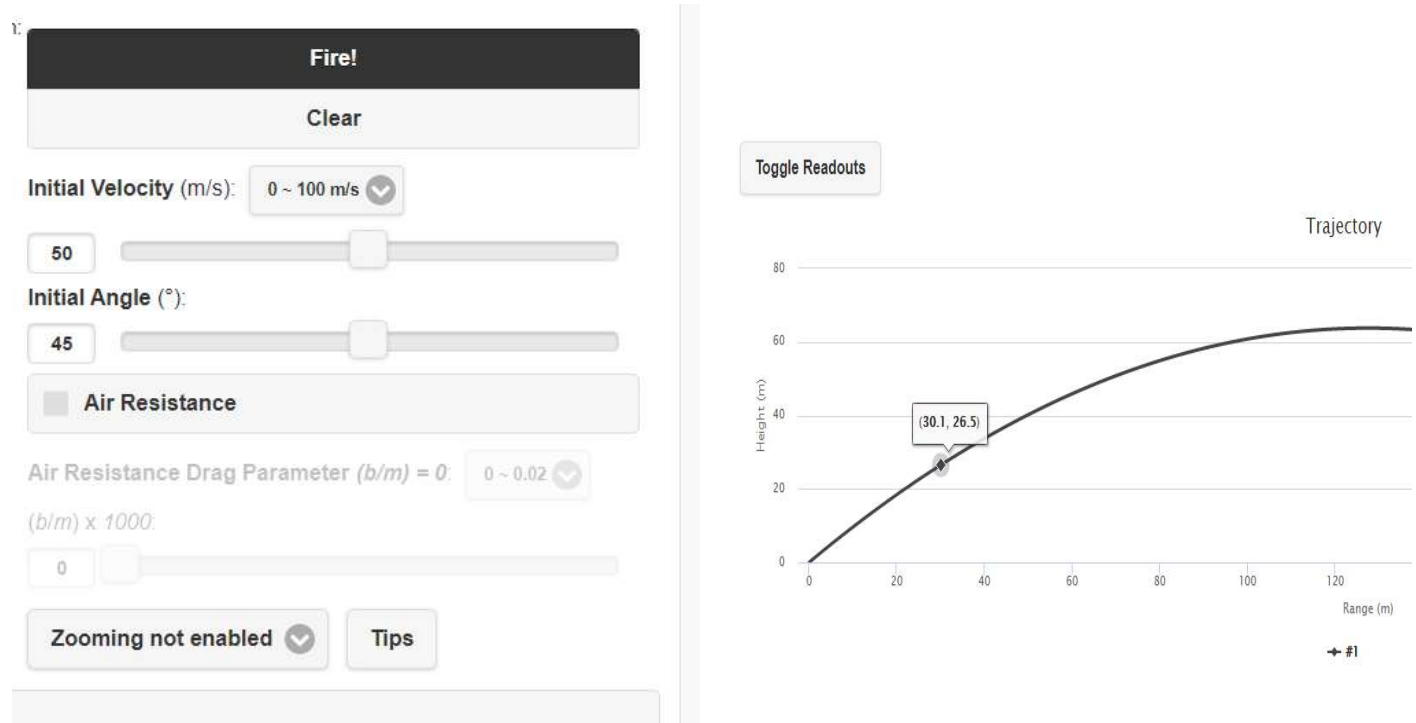 Fire!
Clear
Initial Velocity (m/s):
0 ~ 100 m/s
50
Initial Angle (°):
45
Air Resistance
Air Resistance Drag Parameter (b/m) = 0:
0 ~ 0.02
(b/m) x 1000:
0
Zooming not enabled
Tips
Toggle Readouts
Trajectory
80
60
40
20
0
Height (m)
(30.1, 26.5)
0 20 40 60 80 100 120
Range (m)
#1